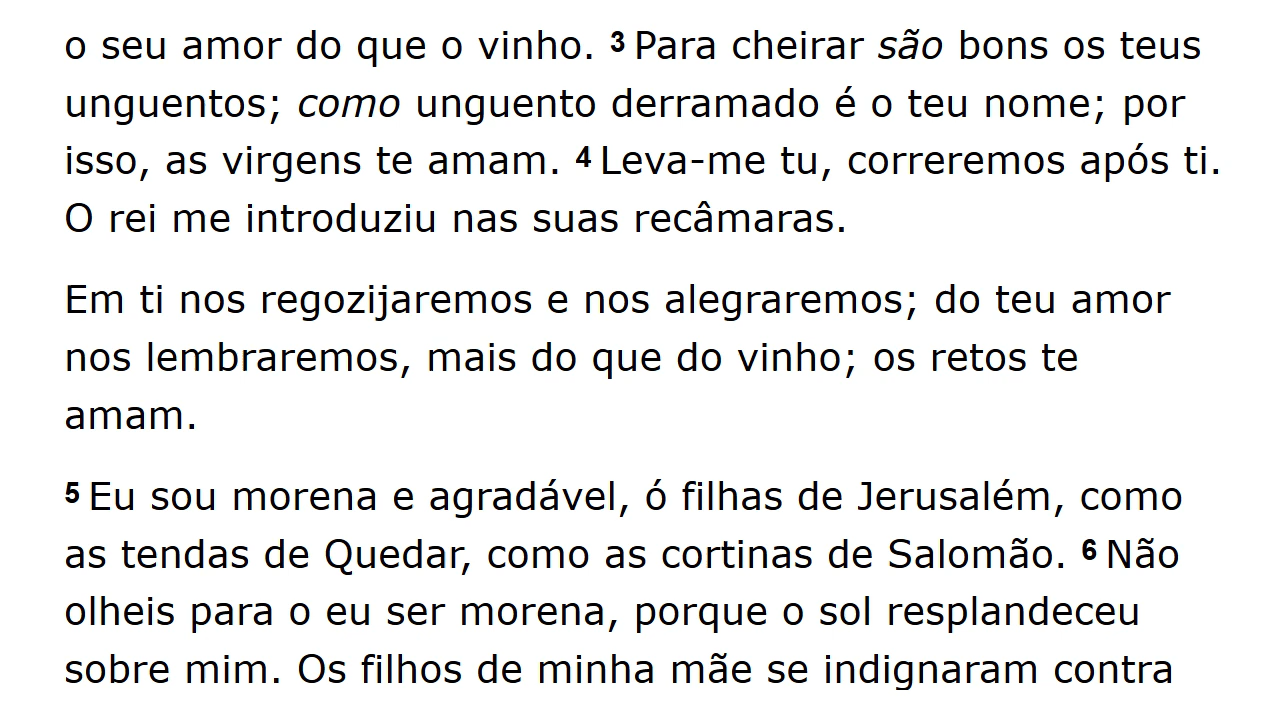 o seu amor do que o vinho. 3 Para cheirar são bons os teus
unguentos; como unguento derramado é o teu nome; por
isso, as virgens te amam. 4 Leva-me tu, correremos após ti.
O rei me introduziu nas suas recâmaras.
Em ti nos regozijaremos e nos alegraremos; do teu amor
nos lembraremos, mais do que do vinho; os retos te
amam.
5 Eu sou morena e agradável, ó filhas de Jerusalém, como
as tendas de Quedar, como as cortinas de Salomão. 6 Não
olheis para o eu ser morena, porque o sol resplandeceu
sobre mim. Os filhos de minha mãe se indignaram contra